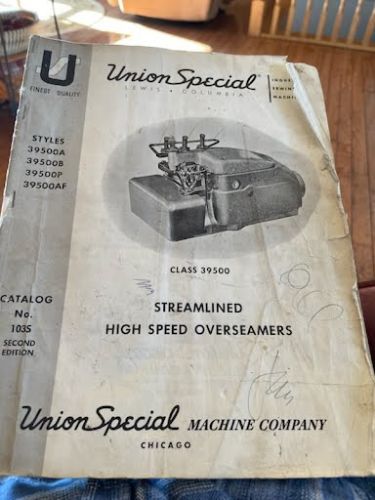 U
FINEST QUALITY
Union Special
LEWIS • COLUMBIA
STYLES
39500A
39500B
39500P
39500AF
CLASS 39500
CATALOG
No.
103S
SECOND
EDITION
STREAMLINED
HIGH SPEED OVERSEAMERS
Union Special MACHINE COMPANY
CHICAGO